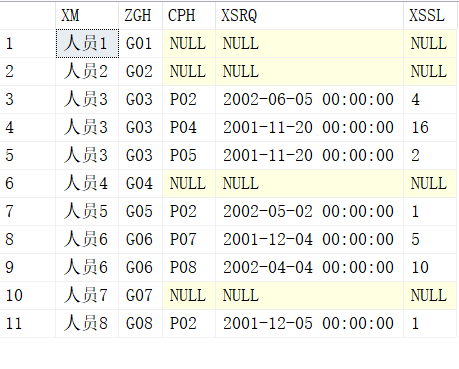 XM ZGH CPH XSRQ XSSL
1 人员1 G01 NULL NULL NULL
2 人员2 G02 NULL NULL NULL
3 人员3 G03 P02 2002-06-05 00:00:00 4
4 人员3 G03 P04 2001-11-20 00:00:00 16
5 人员3 G03 P05 2001-11-20 00:00:00 2
6 人员4 G04 NULL NULL NULL
7 人员5 G05 P02 2002-05-02 00:00:00 1
8 人员6 G06 P07 2001-12-04 00:00:00 5
9 人员6 G06 P08 2002-04-04 00:00:00 10
10 人员7 G07 NULL NULL NULL
11 人员8 G08 P02 2001-12-05 00:00:00 1